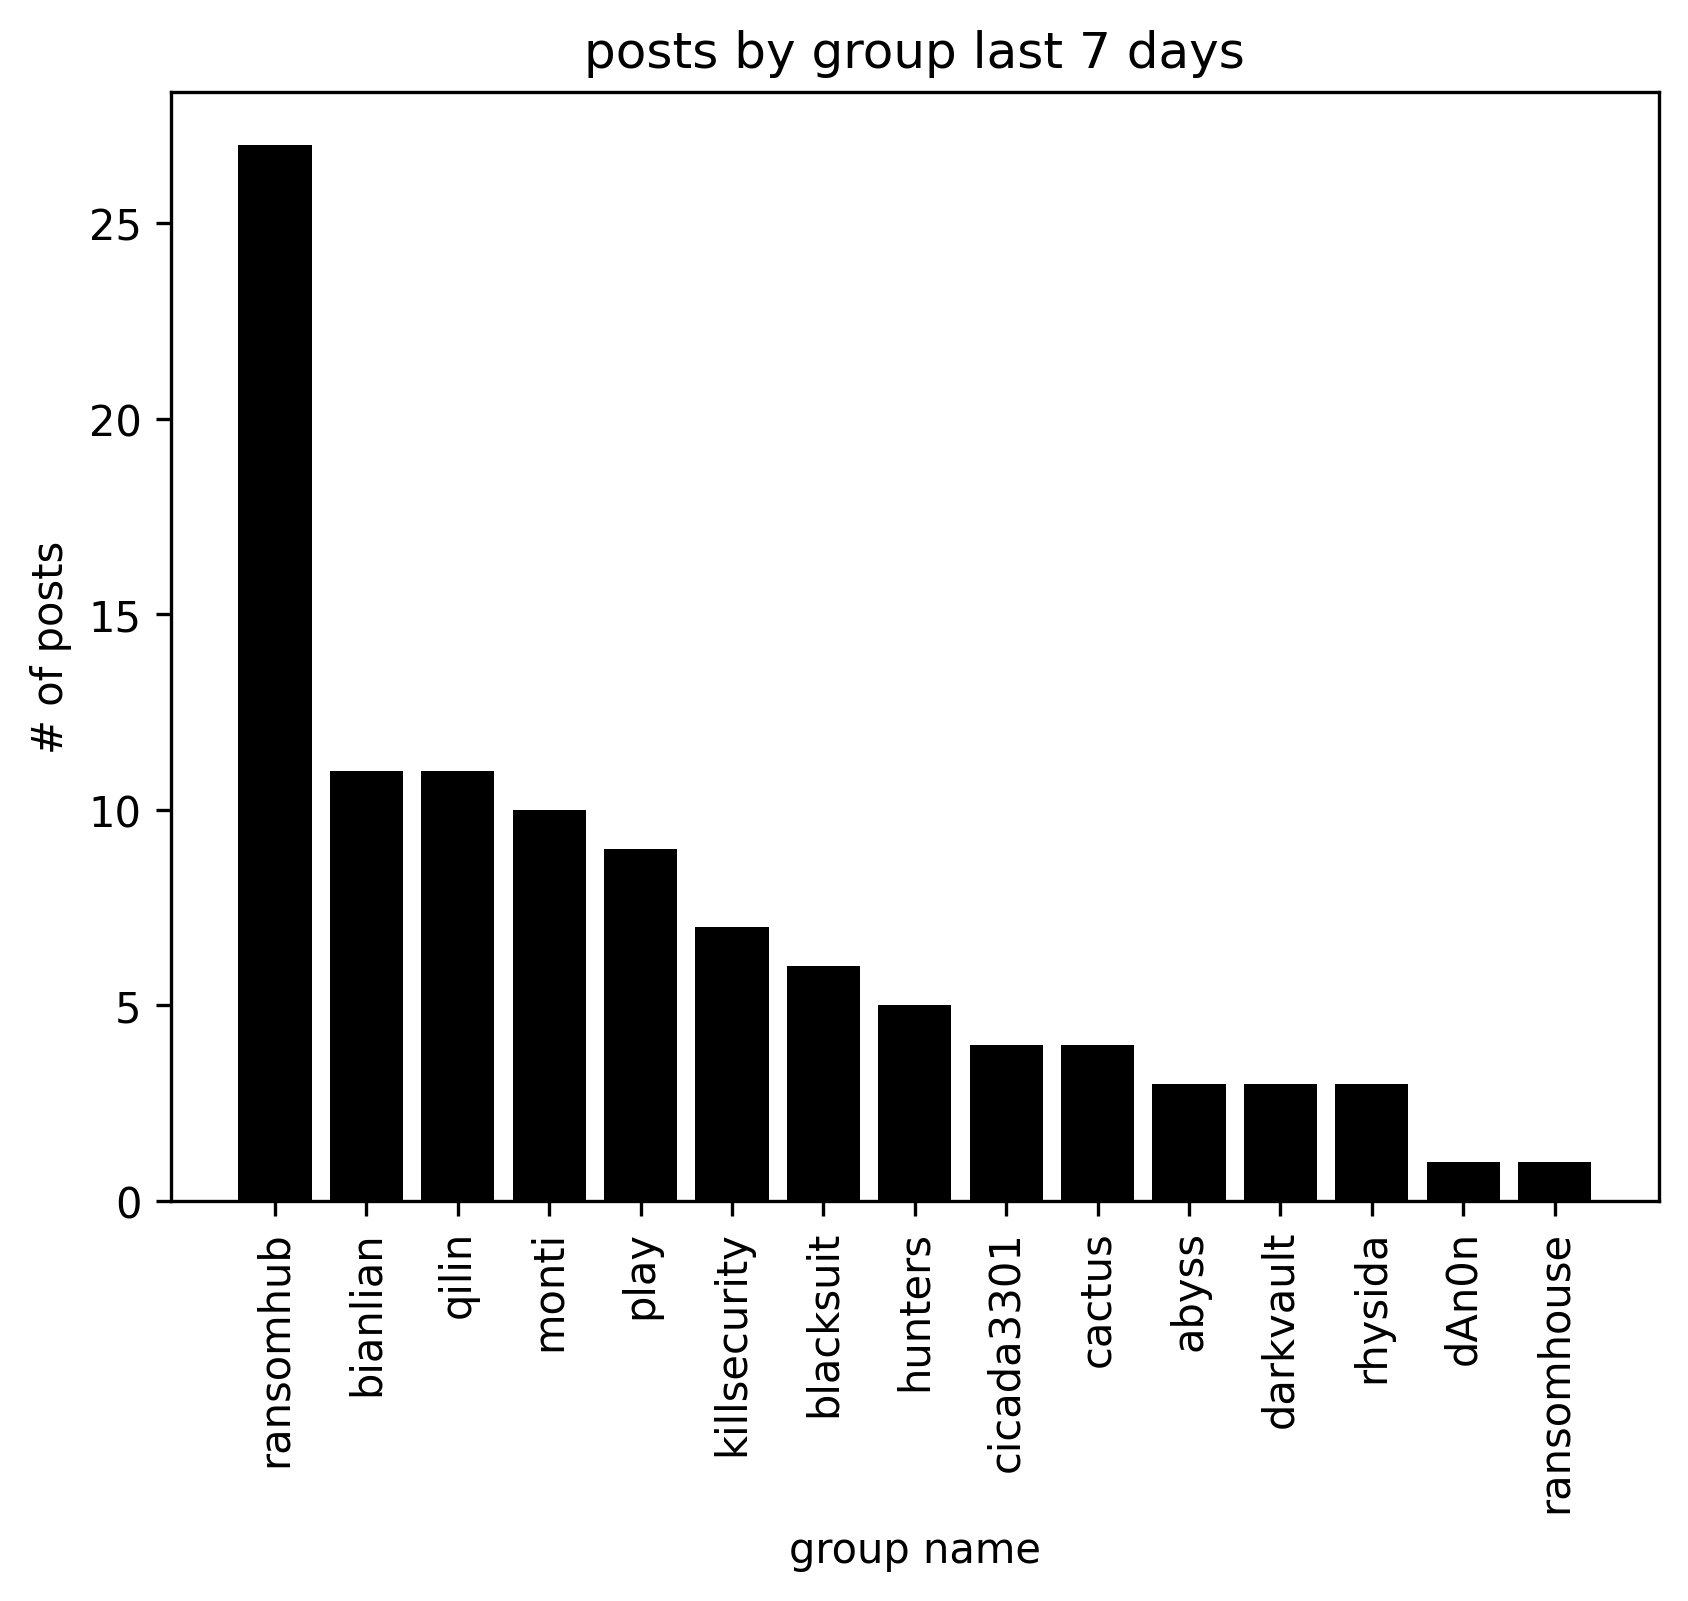 posts by group last 7 days
# of posts
25
20
15
10
5
0
ransomhub
bianlian
qilin
monti
play
killsecurity
blacksuit
hunters
cicada3301
cactus
abyss
darkvault
rhysida
dAn0n
ransomhouse
group name